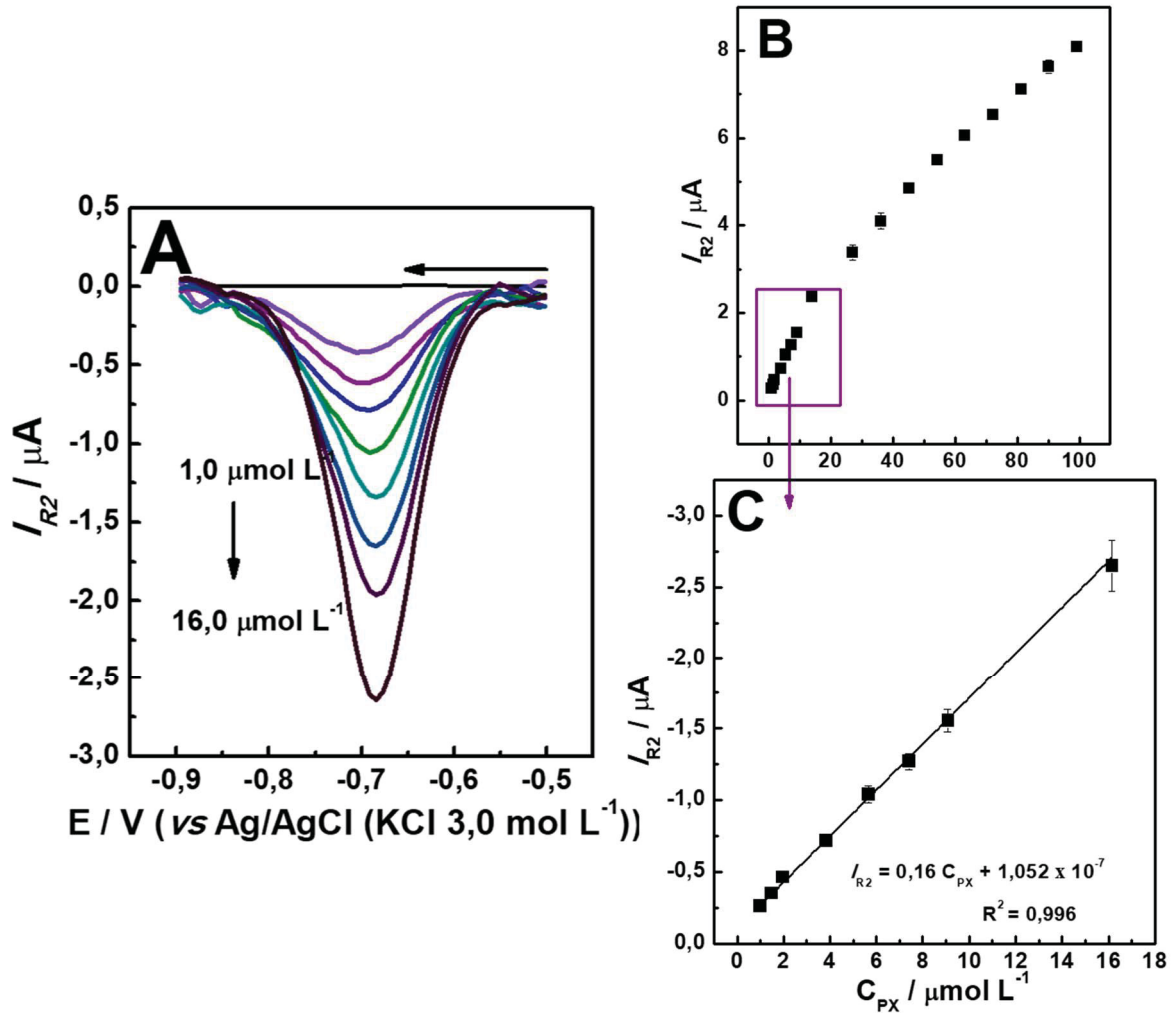 A
0,5
0,0
-0,5
-1,0
-1,5
-2,0
-2,5
-3,0
I_R2 / μA
1,0 μmol L⁻¹
16,0 μmol L⁻¹
-0,9 -0,8 -0,7 -0,6 -0,5
E / V (vs Ag/AgCl (KCl 3,0 mol L⁻¹))
B
8
6
4
2
0
I_R2 / μA
0 20 40 60 80 100
C
-3,0
-2,5
-2,0
-1,5
-1,0
-0,5
0,0
I_R2 / μA
I_R2 = 0,16 C_PX + 1,052 x 10⁻⁷
R² = 0,996
0 2 4 6 8 10 12 14 16 18
C_PX / μmol L⁻¹